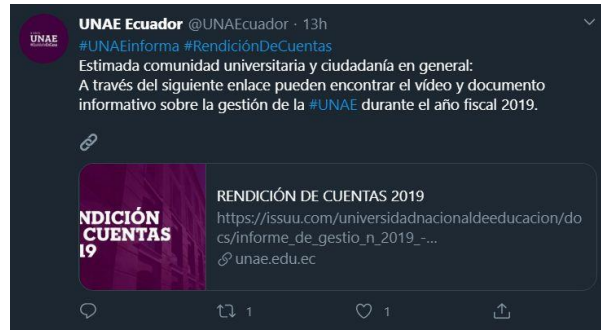 UNAE Ecuador @UNAEcuador · 13h
UNAE
#UNAEinforma #RendiciónDeCuentas
Estimada comunidad universitaria y ciudadanía en general:
A través del siguiente enlace pueden encontrar el vídeo y documento
informativo sobre la gestión de la #UNAE durante el año fiscal 2019.
NDICIÓN
CUENTAS
19
RENDICIÓN DE CUENTAS 2019
https://issuu.com/universidadnacionaldeeducacion/do
cs/informe_de_gestio_n_2019_-...
unae.edu.ec
1
1